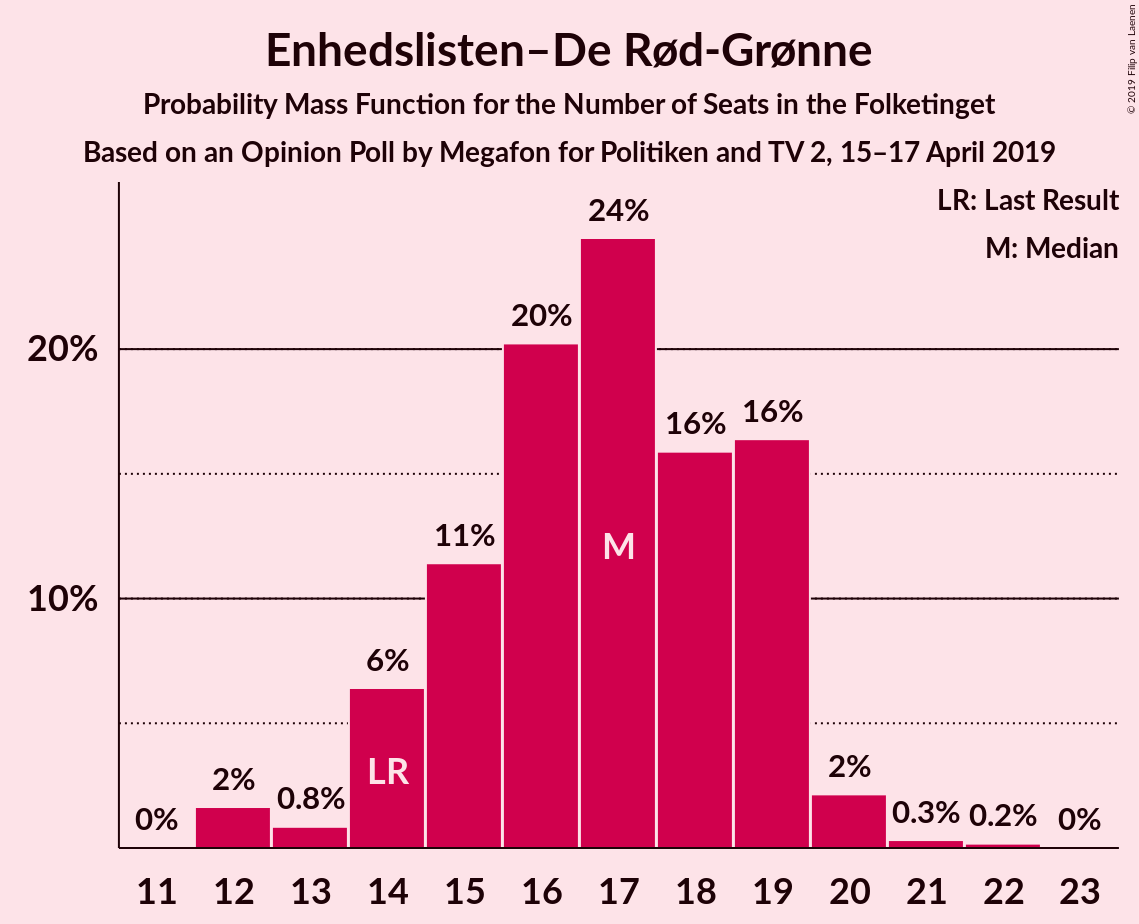 Enhedslisten–De Rød-Grønne
Probability Mass Function for the Number of Seats in the Folketinget
Based on an Opinion Poll by Megafon for Politiken and TV 2, 15–17 April 2019
© 2019 Filip van Laenen
LR: Last Result
M: Median
24%
20%
20%
16%
16%
11%
M
10%
6%
LR
2%
2%
0.8%
0.3%
0.2%
0%
0%
11 12 13 14 15 16 17 18 19 20 21 22 23